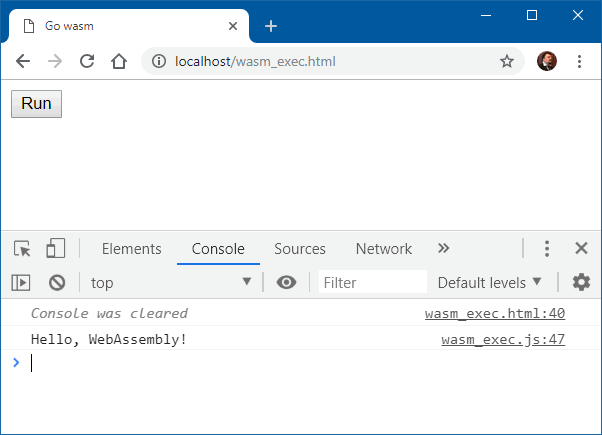 Go wasm
localhost/wasm_exec.html
Run
Elements Console Sources Network »
top Filter Default levels ▼
Console was cleared wasm_exec.html:40
Hello, WebAssembly! wasm_exec.js:47